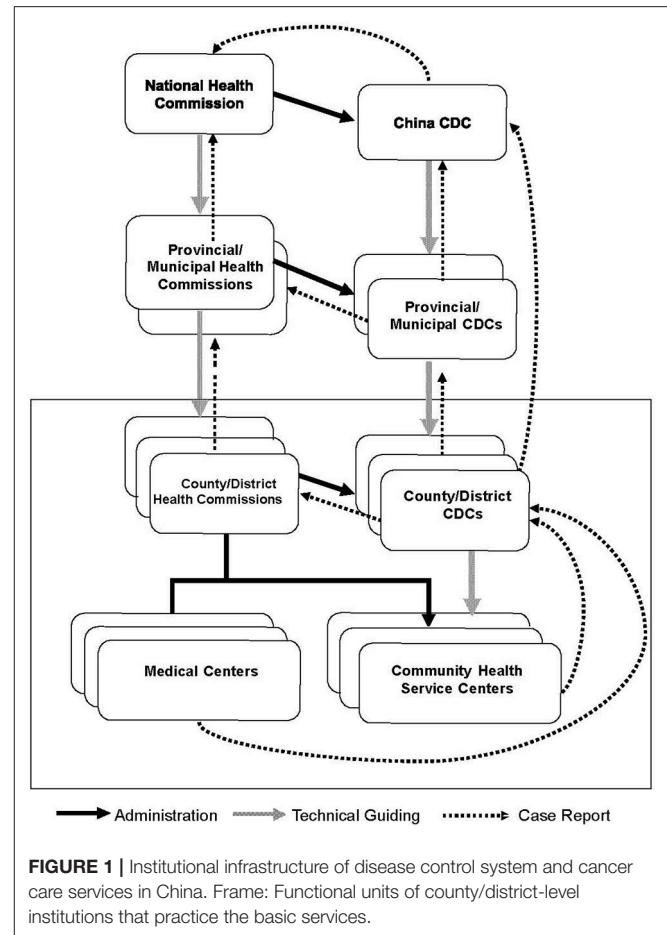 National Health
Commission
China CDC
Provincial/
Municipal Health
Commissions
Provincial/
Municipal CDCs
County/District
Health Commissions
County/District
CDCs
Medical Centers
Community Health
Service Centers
Administration
Technical Guiding
Case Report
FIGURE 1 | Institutional infrastructure of disease control system and cancer
care services in China. Frame: Functional units of county/district-level
institutions that practice the basic services.